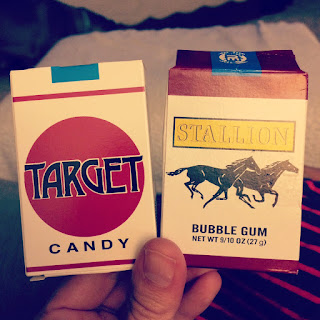 TARGET
CANDY
STALLION
BUBBLE GUM
NET WT 9/10 OZ (27 g)